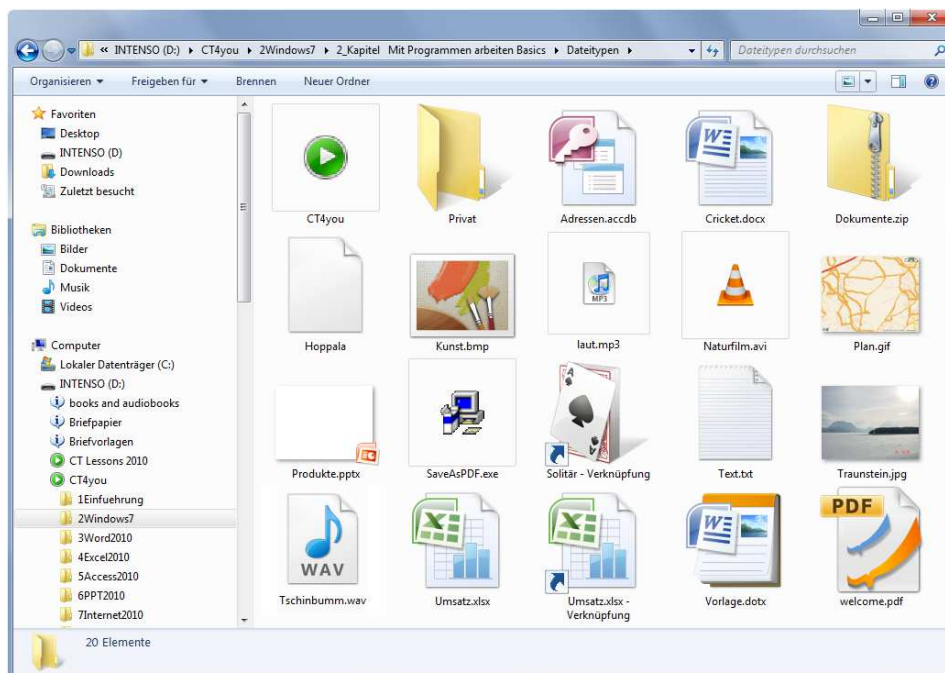 « INTENSO (D:) ▸ CT4you ▸ 2Windows7 ▸ 2_Kapitel Mit Programmen arbeiten Basics ▸ Dateitypen ▸
Dateitypen durchsuchen
Organisieren Freigeben für Brennen Neuer Ordner
Favoriten
Desktop
INTENSO (D)
Downloads
Zuletzt besucht
Bibliotheken
Bilder
Dokumente
Musik
Videos
Computer
Lokaler Datenträger (C:)
INTENSO (D:)
books and audiobooks
Briefpapier
Briefvorlagen
CT Lessons 2010
CT4you
1Einfuehrung
2Windows7
3Word2010
4Excel2010
5Access2010
6PPT2010
7Internet2010
CT4you
Privat
Adressen.accdb
Cricket.docx
Dokumente.zip
Hoppala
Kunst.bmp
MP3
laut.mp3
Naturfilm.avi
Plan.gif
Produkte.pptx
SaveAsPDF.exe
Solitär - Verknüpfung
Text.txt
Traunstein.jpg
WAV
Tschinbumm.wav
Umsatz.xlsx
Umsatz.xlsx -
Verknüpfung
Vorlage.dotx
PDF
welcome.pdf
20 Elemente